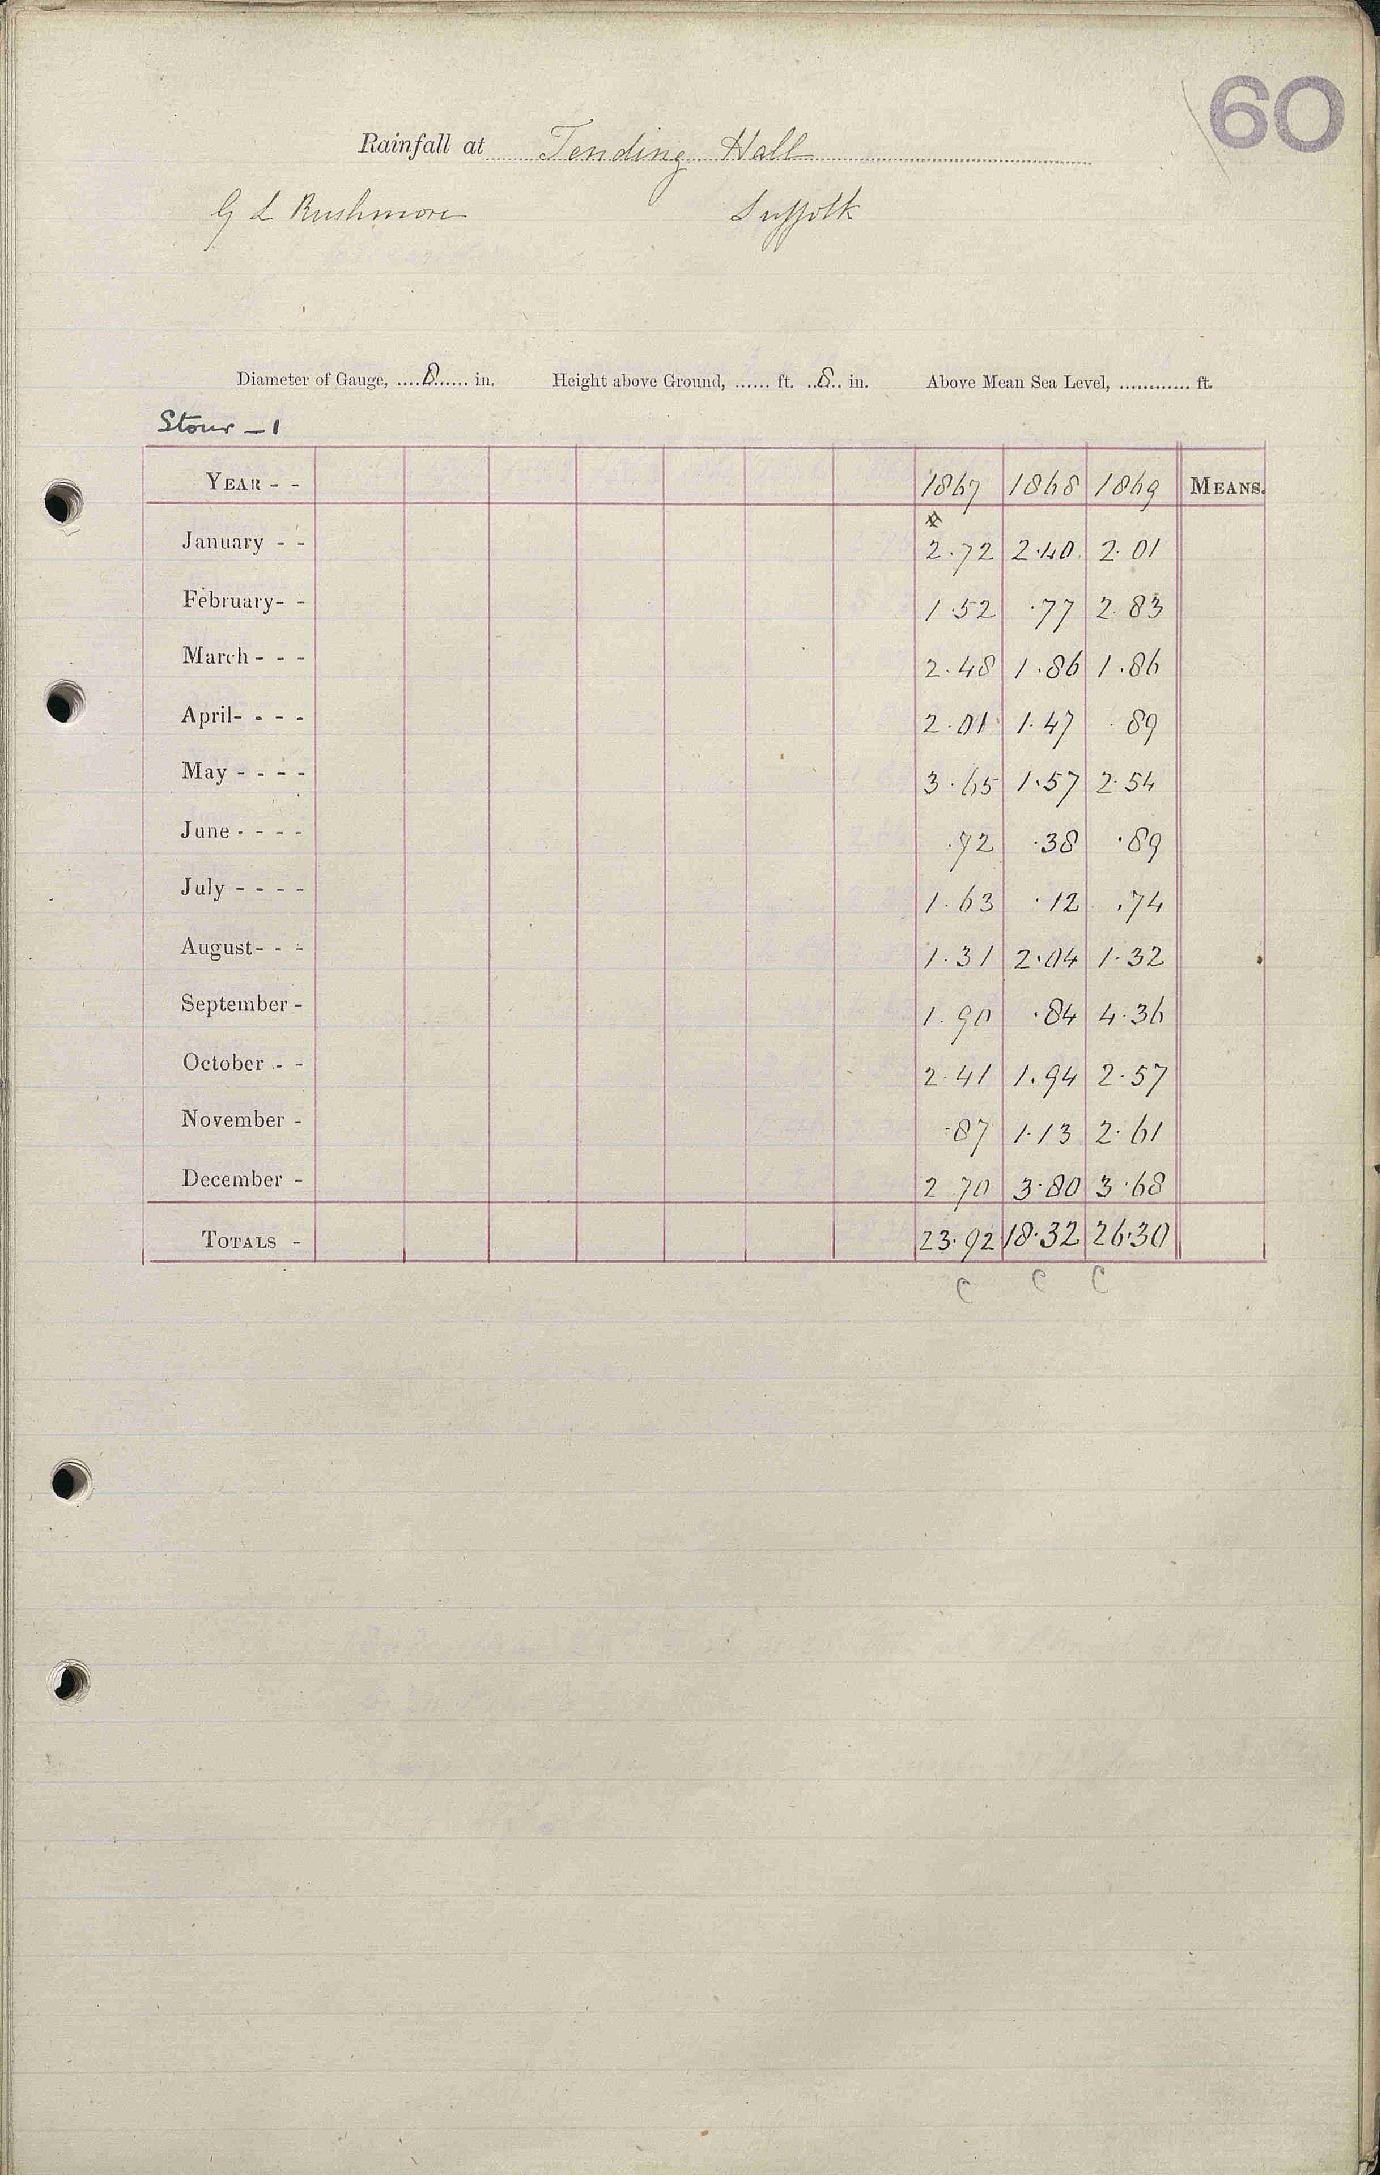 60
Rainfall at Tending Hall
G L Rushmore Suffolk
Diameter of Gauge, ....8...... in. Height above Ground, ...... ft. ..8.. in. Above Mean Sea Level, ............ ft.
Stour - 1
YEAR - - 1867 1868 1869 MEANS.
January - - 2.72 2.40 2.01
February - - 1.52 .77 2.83
March - - - 2.48 1.86 1.86
April - - - - 2.01 1.47 .89
May - - - - 3.65 1.57 2.54
June - - - - .72 .38 .89
July - - - - 1.63 .12 .74
August - - - 1.31 2.04 1.32
September - 1.90 .84 4.36
October - - 2.41 1.94 2.57
November - .87 1.13 2.61
December - 2.70 3.80 3.68
TOTALS - 23.92 18.32 26.30
C C C